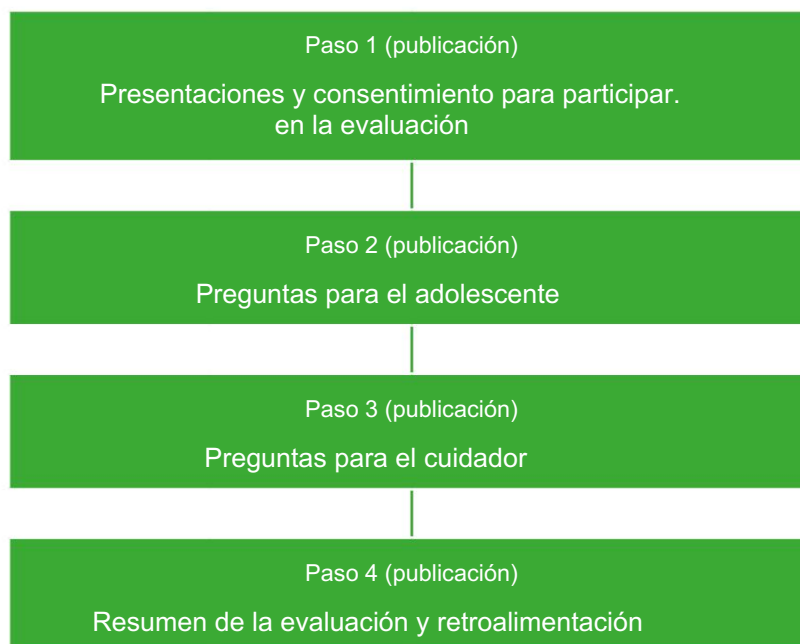 Paso 1 (publicación)
Presentaciones y consentimiento para participar.
en la evaluación
Paso 2 (publicación)
Preguntas para el adolescente
Paso 3 (publicación)
Preguntas para el cuidador
Paso 4 (publicación)
Resumen de la evaluación y retroalimentación